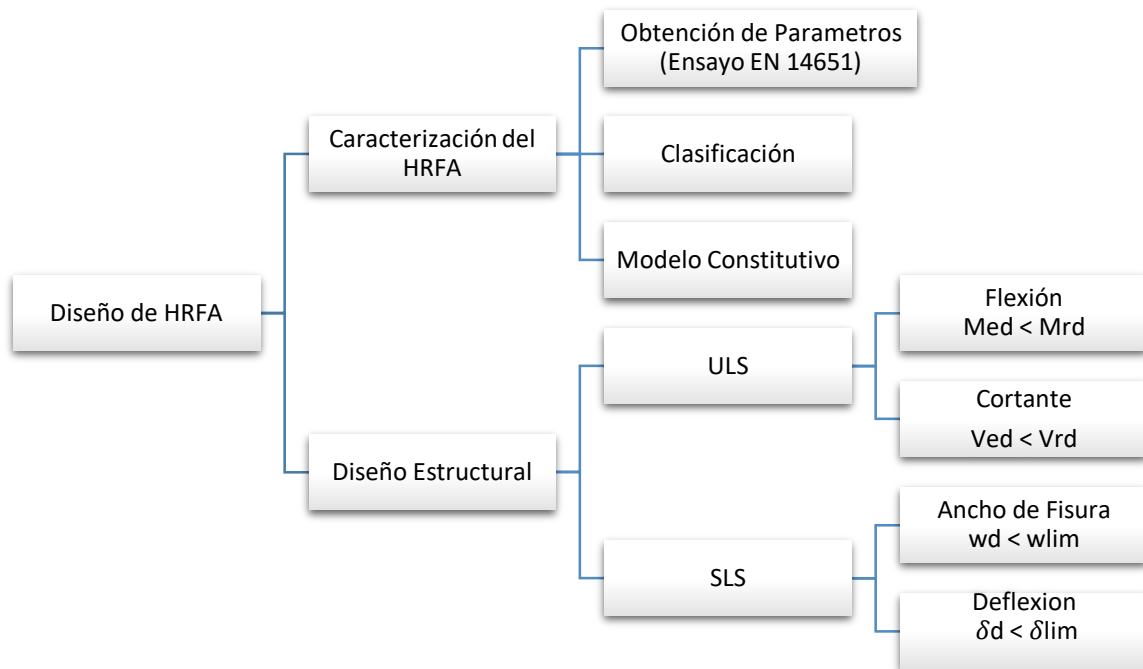 Diseño de HRFA
Caracterización del
HRFA
Obtención de Parametros
(Ensayo EN 14651)
Clasificación
Modelo Constitutivo
Diseño Estructural
ULS
Flexión
Med < Mrd
Cortante
Ved < Vrd
SLS
Ancho de Fisura
wd < wlim
Deflexion
𝛿d < 𝛿lim